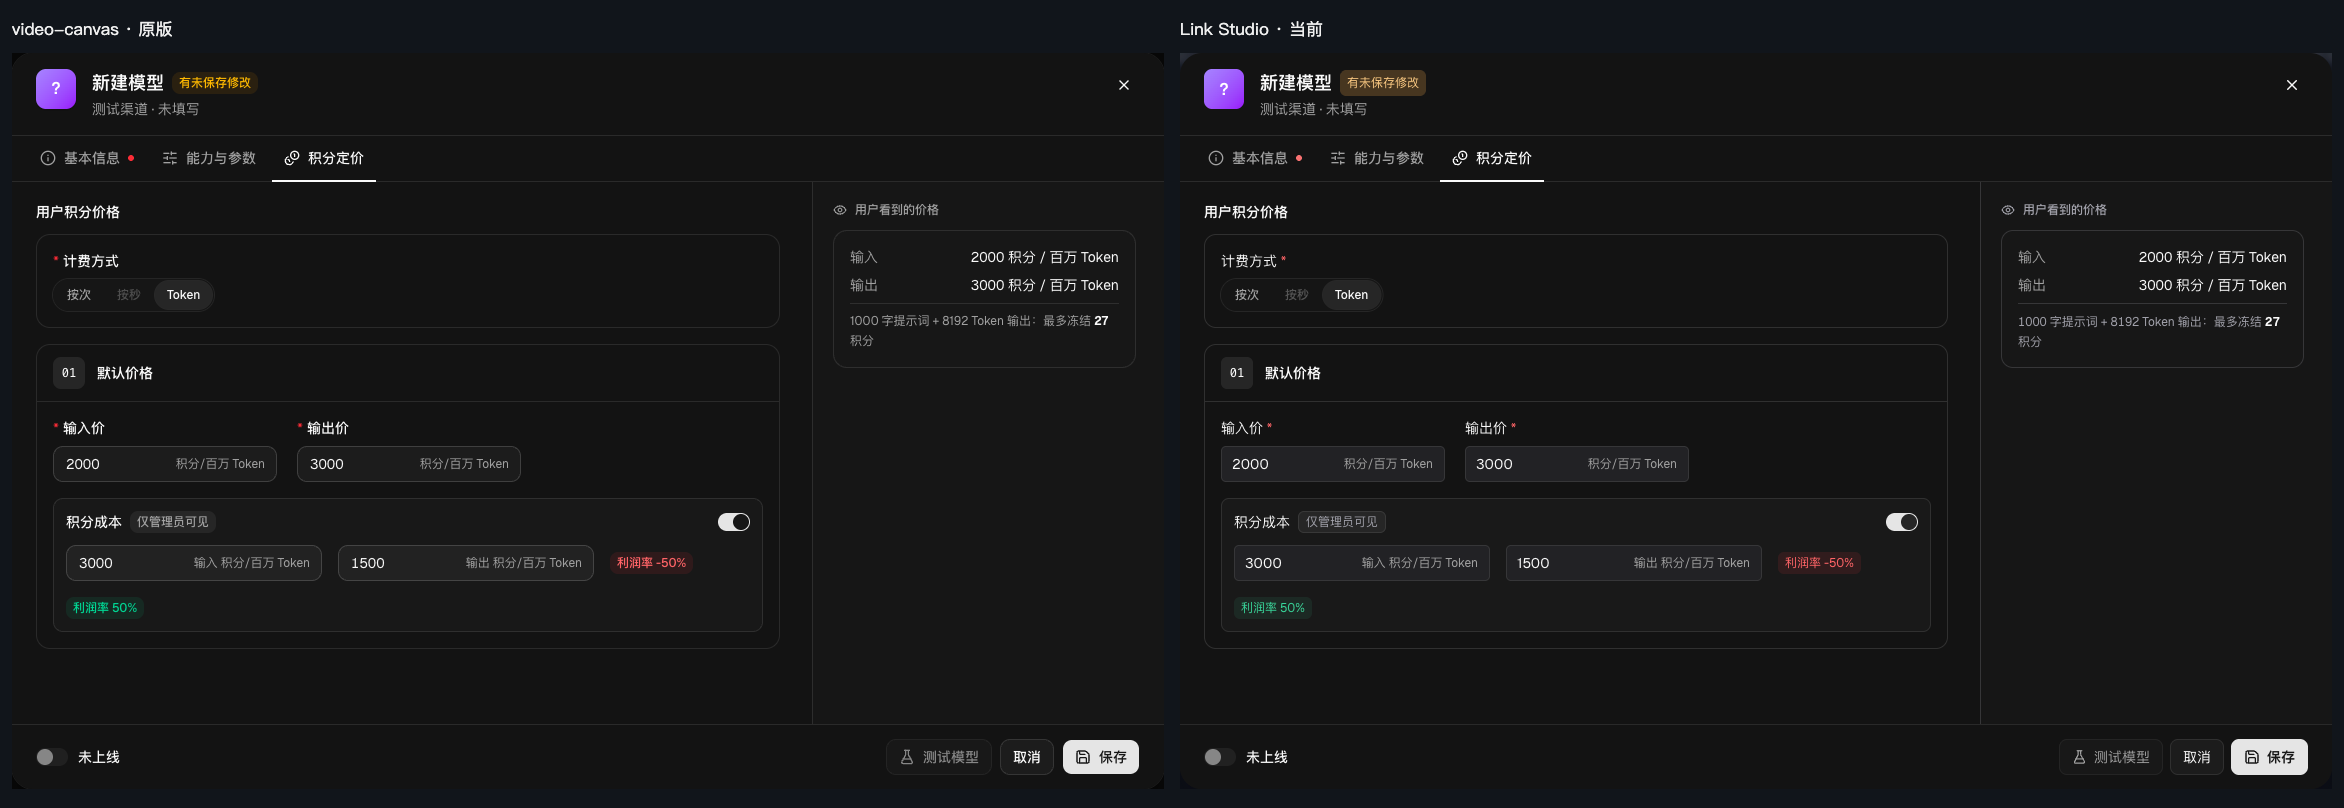 video-canvas · 原版
?
新建模型 有未保存修改
测试渠道 · 未填写
基本信息 能力与参数 积分定价
用户积分价格
* 计费方式
按次 按秒 Token
01 默认价格
* 输入价 * 输出价
2000 积分/百万 Token 3000 积分/百万 Token
积分成本 仅管理员可见
3000 输入 积分/百万 Token 1500 输出 积分/百万 Token 利润率 -50%
利润率 50%
用户看到的价格
输入 2000 积分 / 百万 Token
输出 3000 积分 / 百万 Token
1000 字提示词 + 8192 Token 输出：最多冻结 27
积分
未上线 测试模型 取消 保存
Link Studio · 当前
?
新建模型 有未保存修改
测试渠道 · 未填写
基本信息 能力与参数 积分定价
用户积分价格
计费方式 *
按次 按秒 Token
01 默认价格
输入价 * 输出价 *
2000 积分/百万 Token 3000 积分/百万 Token
积分成本 仅管理员可见
3000 输入 积分/百万 Token 1500 输出 积分/百万 Token 利润率 -50%
利润率 50%
用户看到的价格
输入 2000 积分 / 百万 Token
输出 3000 积分 / 百万 Token
1000 字提示词 + 8192 Token 输出：最多冻结 27
积分
未上线 测试模型 取消 保存